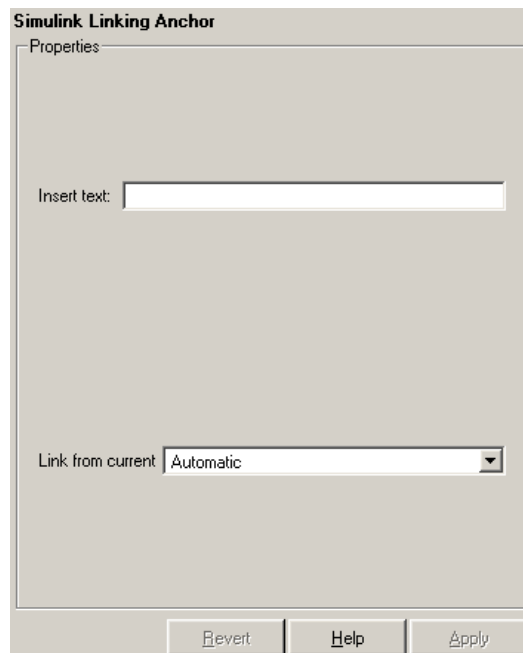 Simulink Linking Anchor
Properties
Insert text:
Link from current Automatic
Revert Help Apply